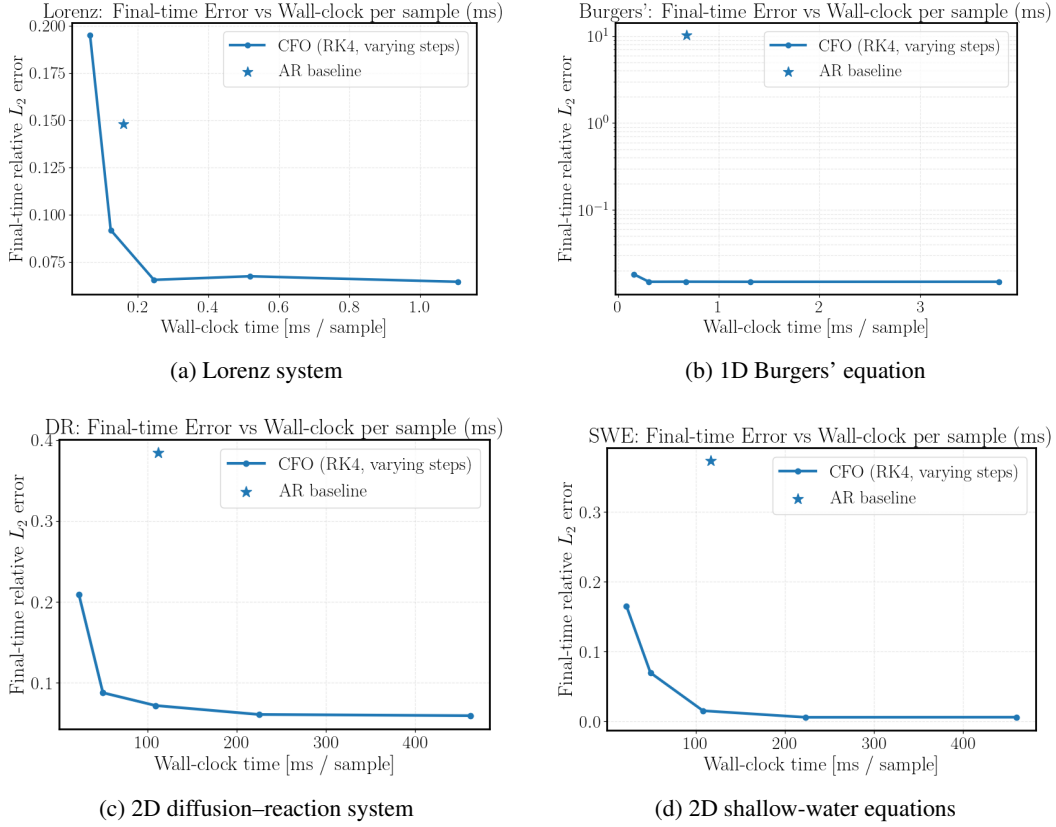 Lorenz: Final-time Error vs Wall-clock per sample (ms)
Final-time relative L2 error
0.200
0.175
0.150
0.125
0.100
0.075
CFO (RK4, varying steps)
AR baseline
0.2 0.4 0.6 0.8 1.0
Wall-clock time [ms / sample]
(a) Lorenz system
Burgers': Final-time Error vs Wall-clock per sample (ms)
Final-time relative L2 error
10^1
10^0
10^-1
CFO (RK4, varying steps)
AR baseline
0 1 2 3
Wall-clock time [ms / sample]
(b) 1D Burgers' equation
DR: Final-time Error vs Wall-clock per sample (ms)
Final-time relative L2 error
0.4
0.3
0.2
0.1
CFO (RK4, varying steps)
AR baseline
100 200 300 400
Wall-clock time [ms / sample]
(c) 2D diffusion–reaction system
SWE: Final-time Error vs Wall-clock per sample (ms)
Final-time relative L2 error
0.3
0.2
0.1
0.0
CFO (RK4, varying steps)
AR baseline
100 200 300 400
Wall-clock time [ms / sample]
(d) 2D shallow-water equations